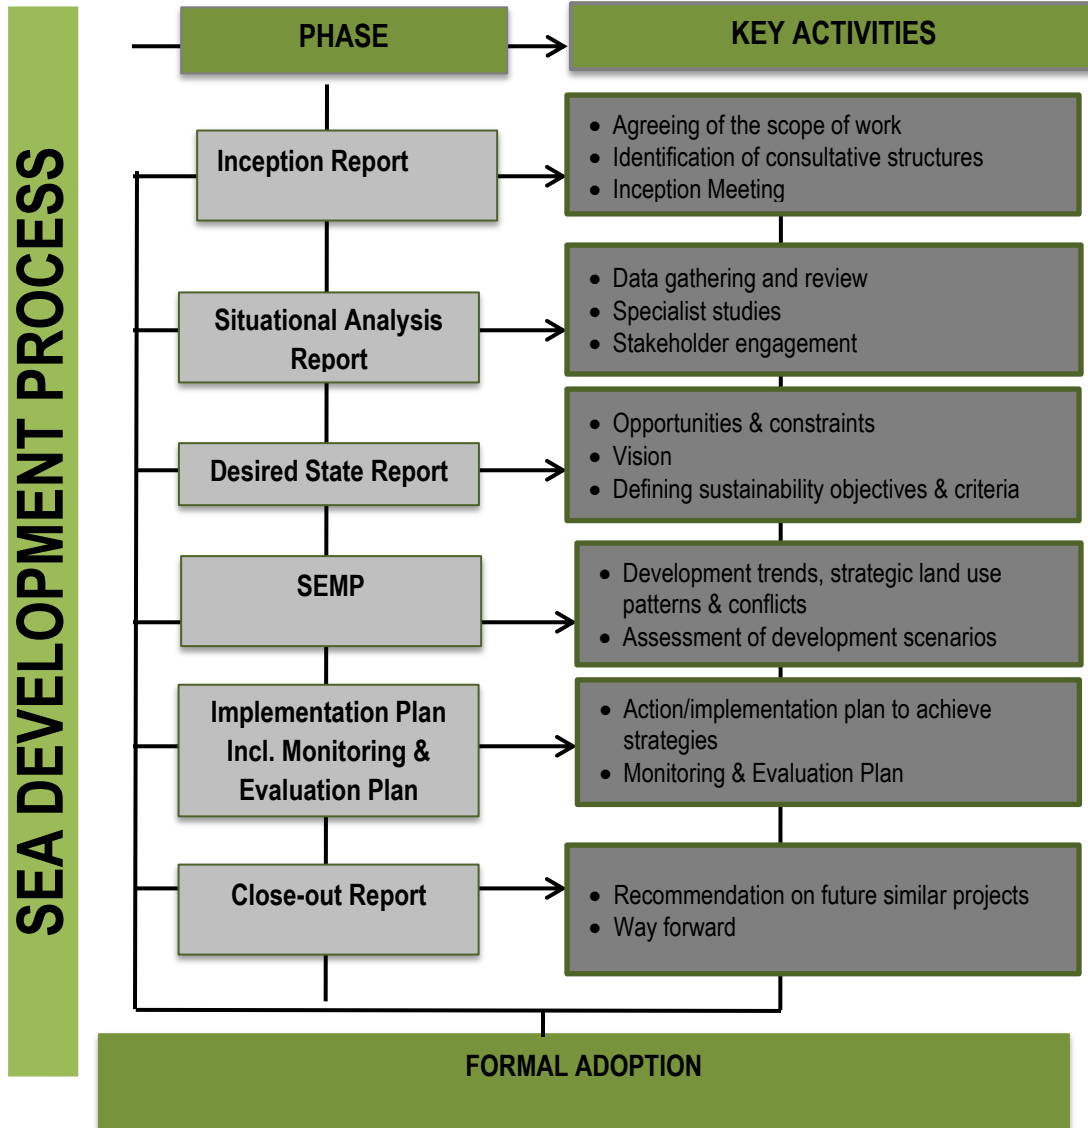 SEA DEVELOPMENT PROCESS
PHASE
KEY ACTIVITIES
Inception Report
• Agreeing of the scope of work
• Identification of consultative structures
• Inception Meeting
Situational Analysis
Report
• Data gathering and review
• Specialist studies
• Stakeholder engagement
Desired State Report
• Opportunities & constraints
• Vision
• Defining sustainability objectives & criteria
SEMP
• Development trends, strategic land use
patterns & conflicts
• Assessment of development scenarios
Implementation Plan
Incl. Monitoring &
Evaluation Plan
• Action/implementation plan to achieve
strategies
• Monitoring & Evaluation Plan
Close-out Report
• Recommendation on future similar projects
• Way forward
FORMAL ADOPTION